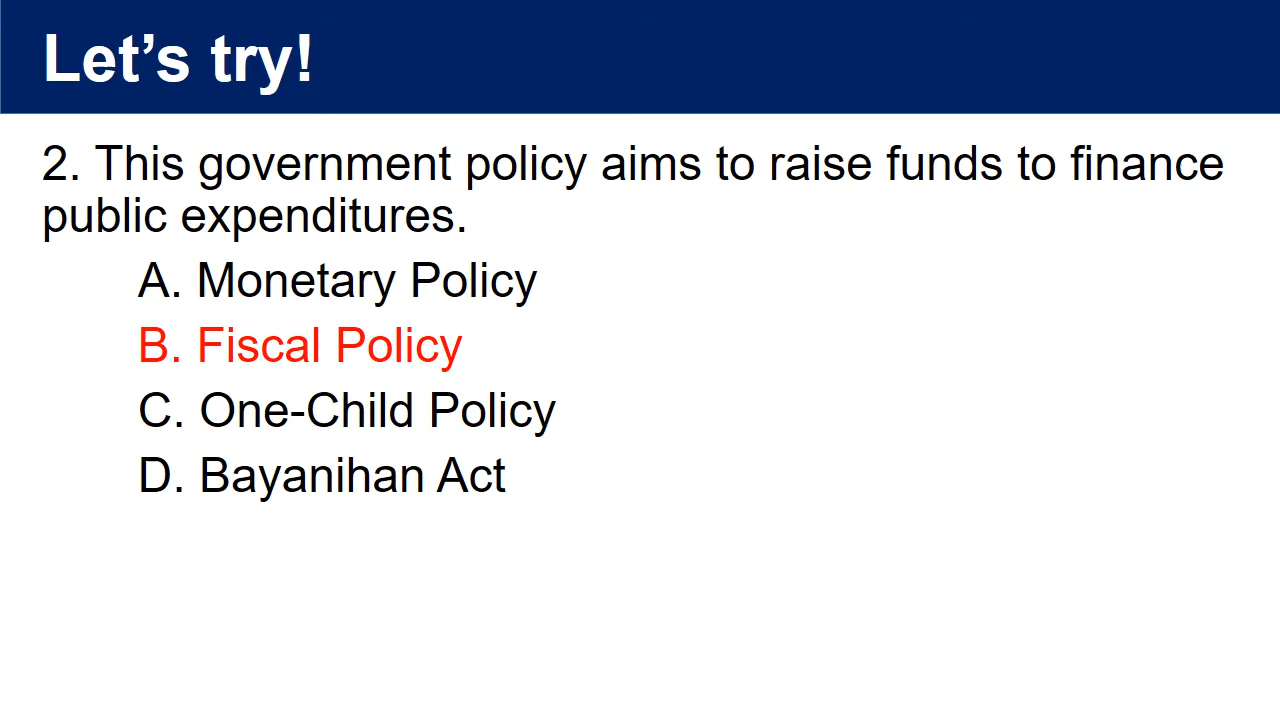 Let’s try!
2. This government policy aims to raise funds to finance
public expenditures.
A. Monetary Policy
B. Fiscal Policy
C. One-Child Policy
D. Bayanihan Act